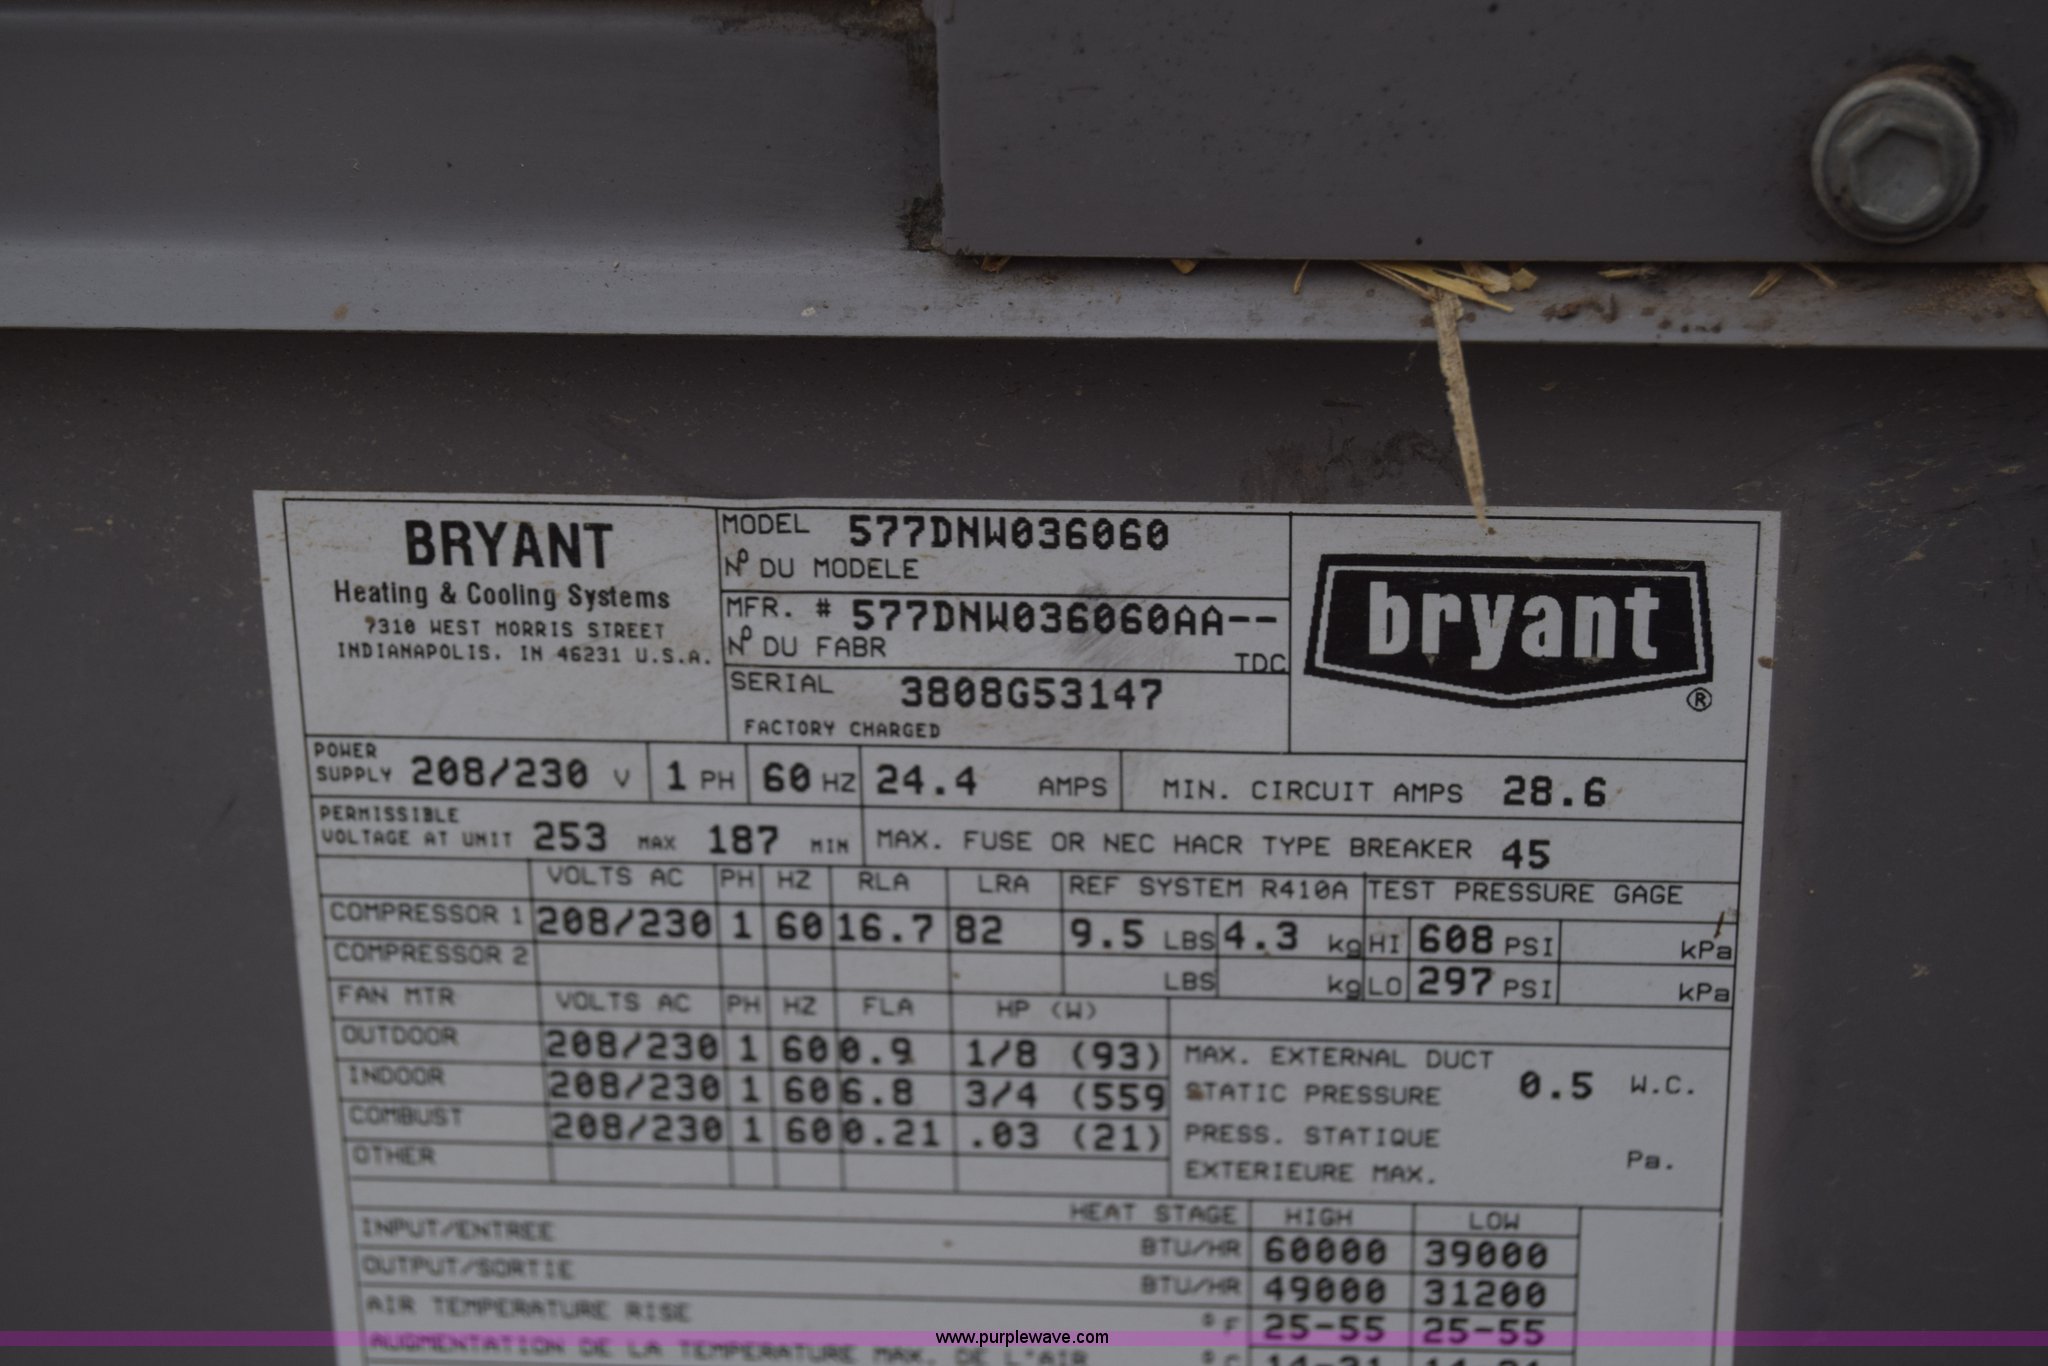 BRYANT
Heating & Cooling Systems
7310 WEST MORRIS STREET
INDIANAPOLIS, IN 46231 U.S.A.
MODEL 577DNW036060
Nº DU MODELE
MFR. # 577DNW036060AA--
Nº DU FABR
TDC
SERIAL 3808G53147
FACTORY CHARGED
bryant
®
POWER
SUPPLY 208/230 V 1 PH 60 HZ 24.4 AMPS MIN. CIRCUIT AMPS 28.6
PERMISSIBLE
VOLTAGE AT UNIT 253 MAX 187 MIN MAX. FUSE OR NEC HACR TYPE BREAKER 45
VOLTS AC PH HZ RLA LRA REF SYSTEM R410A TEST PRESSURE GAGE
COMPRESSOR 1 208/230 1 60 16.7 82 9.5 LBS 4.3 kg HI 608 PSI kPa
COMPRESSOR 2 LBS kg LO 297 PSI kPa
FAN MTR VOLTS AC PH HZ FLA HP (W)
OUTDOOR 208/230 1 60 0.9 1/8 (93)
INDOOR 208/230 1 60 6.8 3/4 (559
COMBUST 208/230 1 60 0.21 .03 (21)
OTHER
MAX. EXTERNAL DUCT
STATIC PRESSURE 0.5 W.C.
PRESS. STATIQUE
EXTERIEURE MAX. Pa.
HEAT STAGE HIGH LOW
INPUT/ENTREE BTU/HR 60000 39000
OUTPUT/SORTIE BTU/HR 49000 31200
AIR TEMPERATURE RISE °F 25-55 25-55
AUGMENTATION DE LA TEMPERATURE MAX. DE L'AIR °C
www.purplewave.com